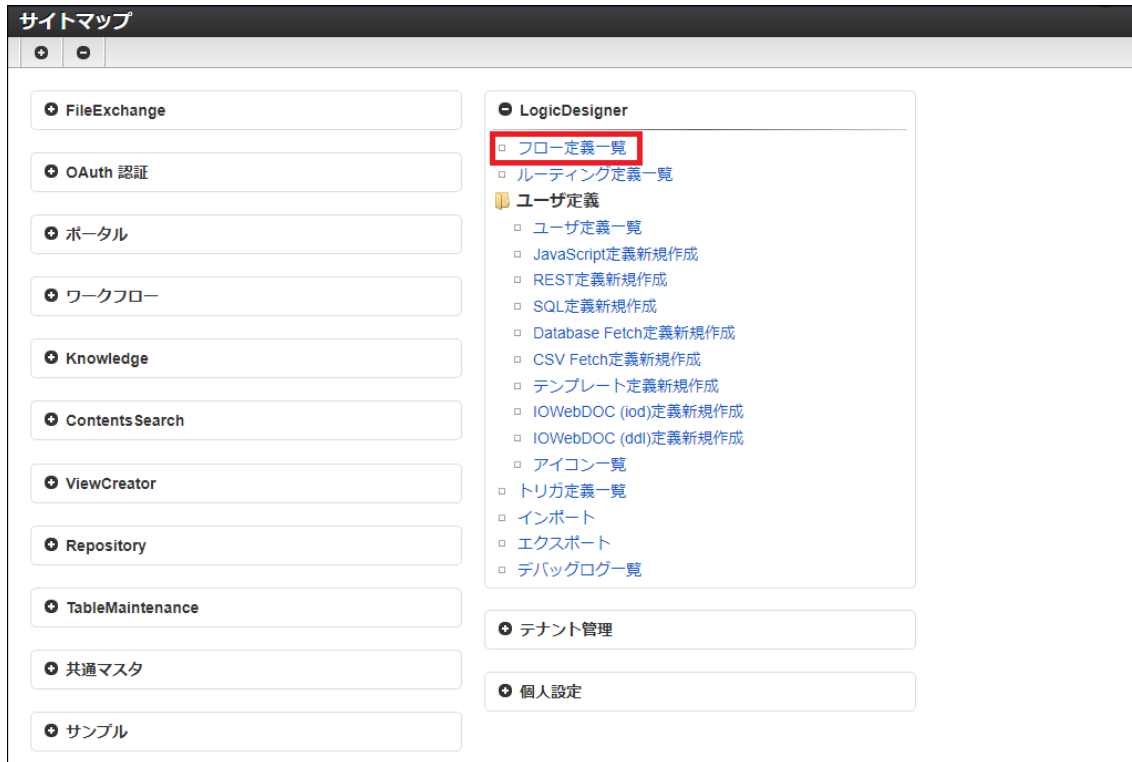 サイトマップ
FileExchange
OAuth 認証
ポータル
ワークフロー
Knowledge
ContentsSearch
ViewCreator
Repository
TableMaintenance
共通マスタ
サンプル
LogicDesigner
フロー定義一覧
ルーティング定義一覧
ユーザ定義
ユーザ定義一覧
JavaScript定義新規作成
REST定義新規作成
SQL定義新規作成
Database Fetch定義新規作成
CSV Fetch定義新規作成
テンプレート定義新規作成
IOWebDOC (iod)定義新規作成
IOWebDOC (ddl)定義新規作成
アイコン一覧
トリガ定義一覧
インポート
エクスポート
デバッグログ一覧
テナント管理
個人設定